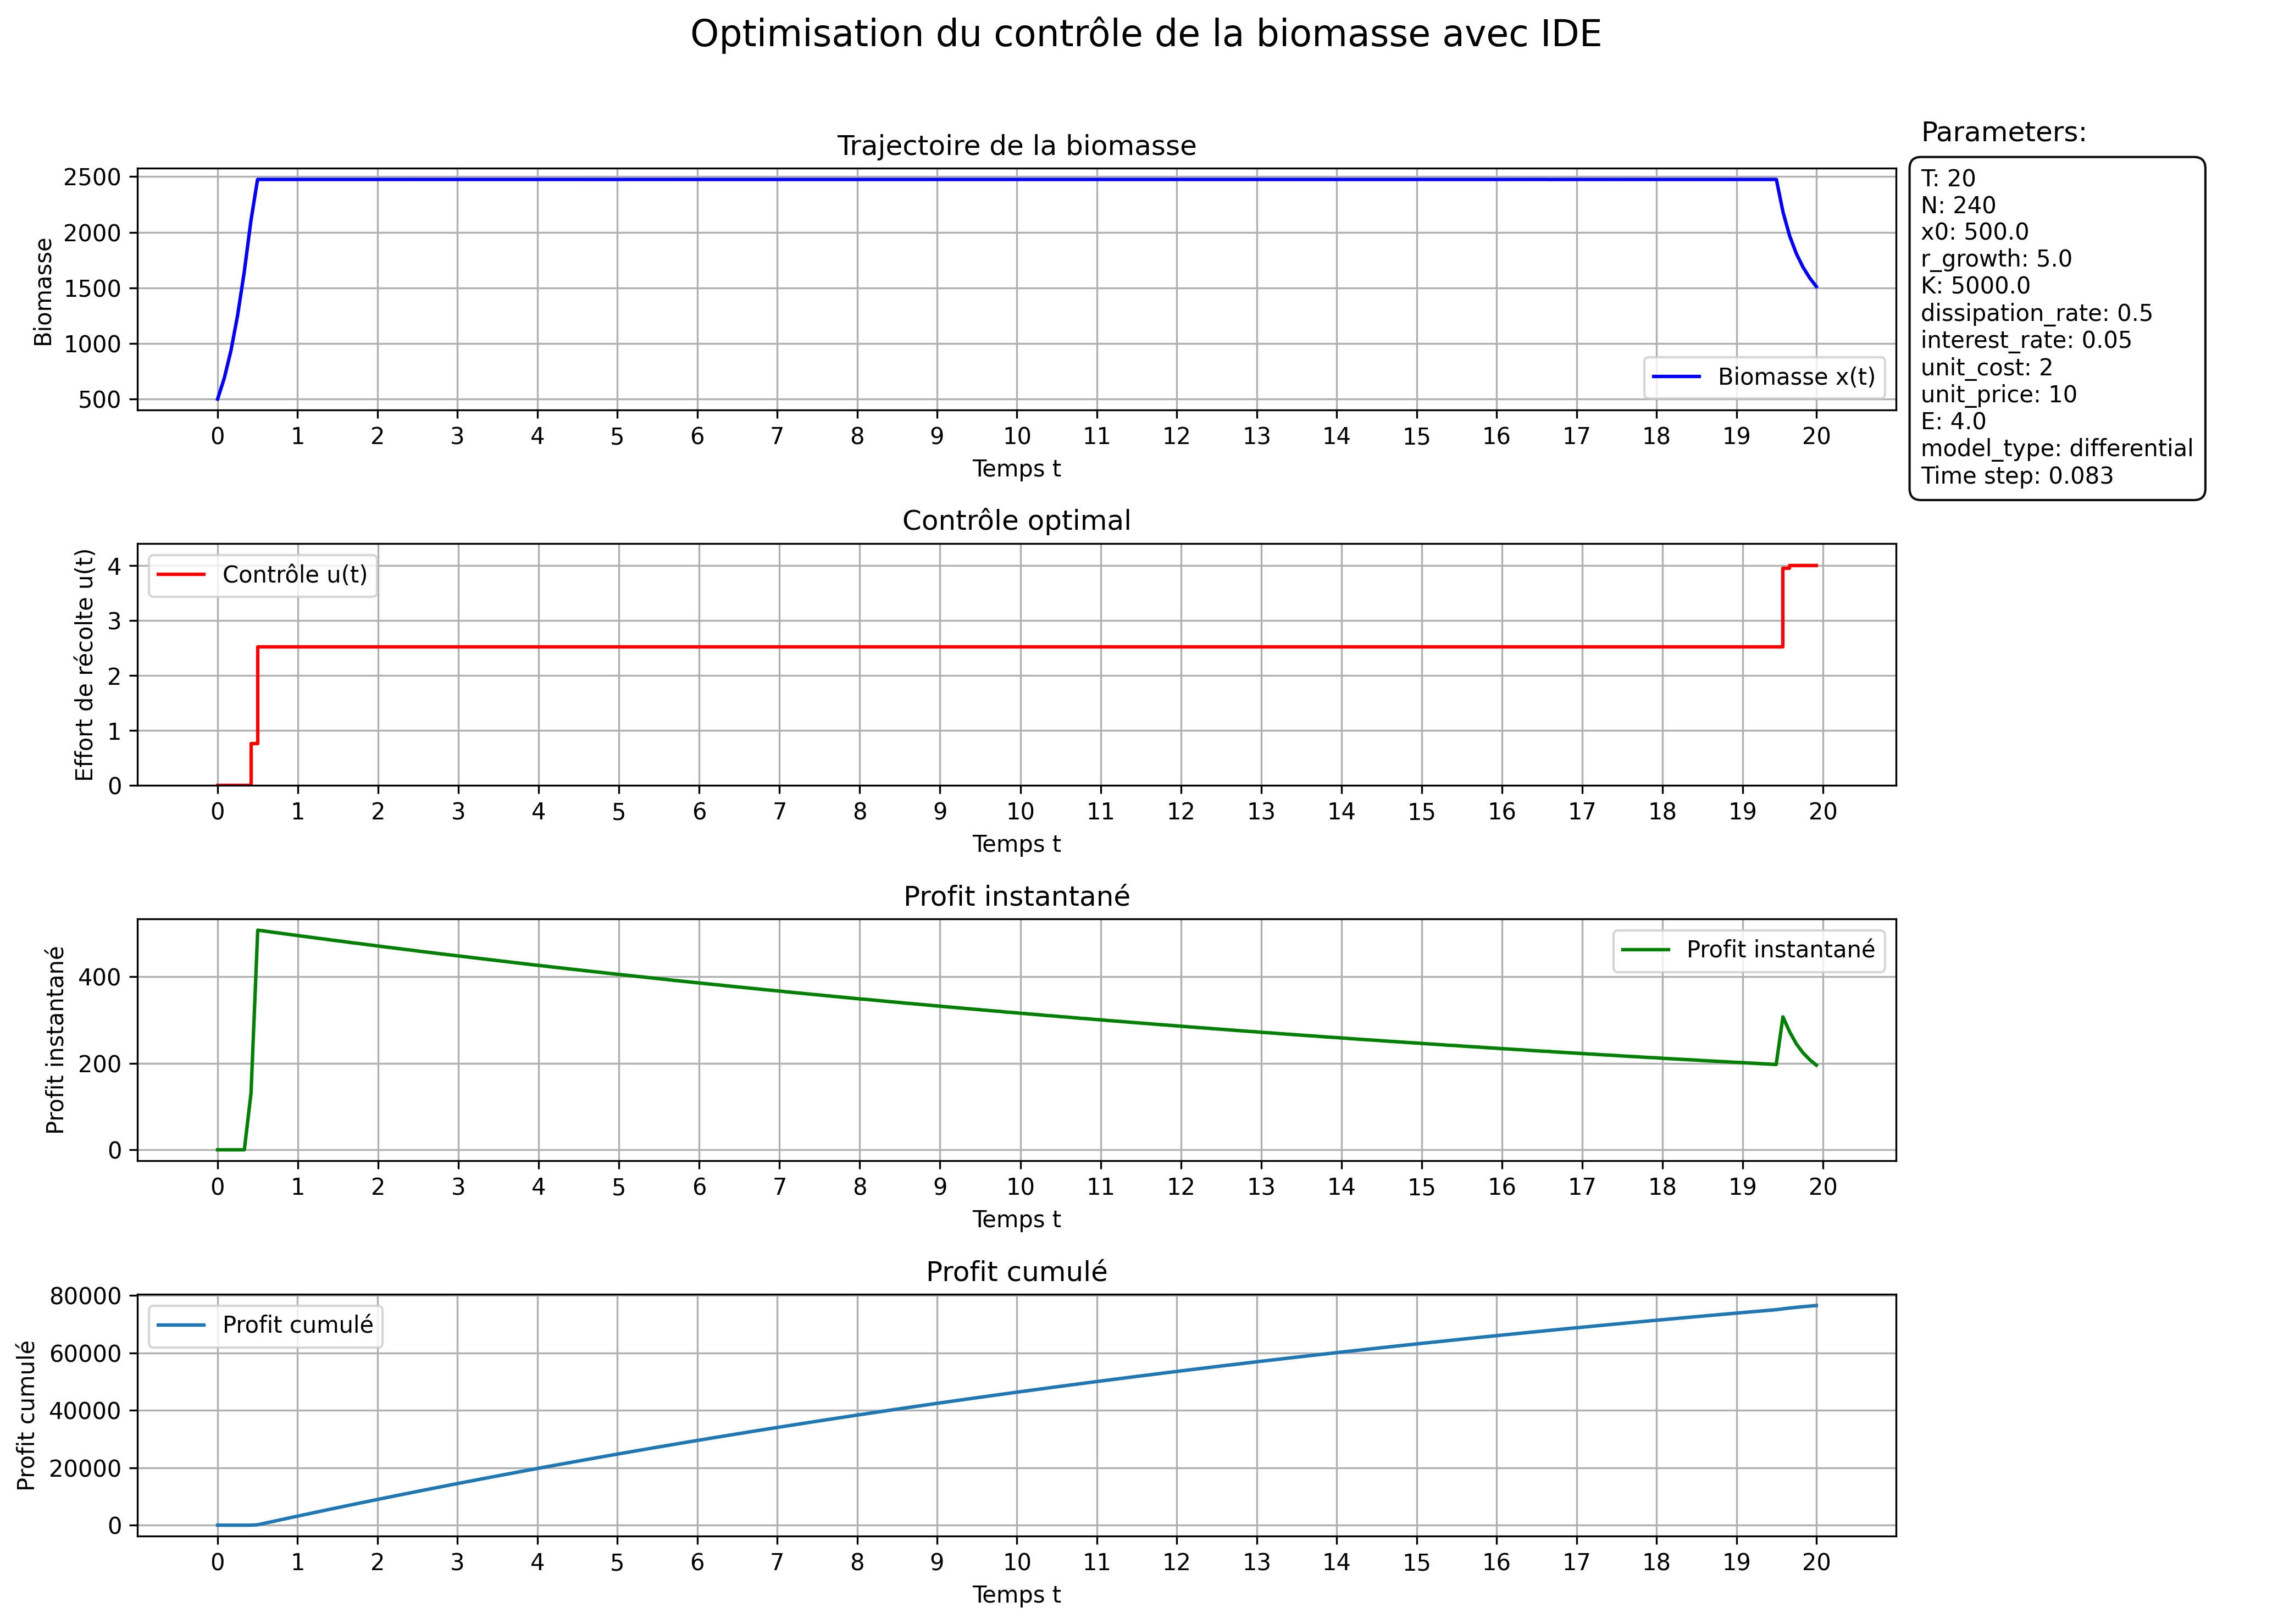 Optimisation du contrôle de la biomasse avec IDE
Trajectoire de la biomasse
Biomasse
2500
2000
1500
1000
500
Biomasse x(t)
0 1 2 3 4 5 6 7 8 9 10 11 12 13 14 15 16 17 18 19 20
Temps t
Parameters:
T: 20
N: 240
x0: 500.0
r_growth: 5.0
K: 5000.0
dissipation_rate: 0.5
interest_rate: 0.05
unit_cost: 2
unit_price: 10
E: 4.0
model_type: differential
Time step: 0.083
Contrôle optimal
Effort de récolte u(t)
4
3
2
1
0
Contrôle u(t)
0 1 2 3 4 5 6 7 8 9 10 11 12 13 14 15 16 17 18 19 20
Temps t
Profit instantané
Profit instantané
400
200
0
Profit instantané
0 1 2 3 4 5 6 7 8 9 10 11 12 13 14 15 16 17 18 19 20
Temps t
Profit cumulé
Profit cumulé
80000
60000
40000
20000
0
Profit cumulé
0 1 2 3 4 5 6 7 8 9 10 11 12 13 14 15 16 17 18 19 20
Temps t